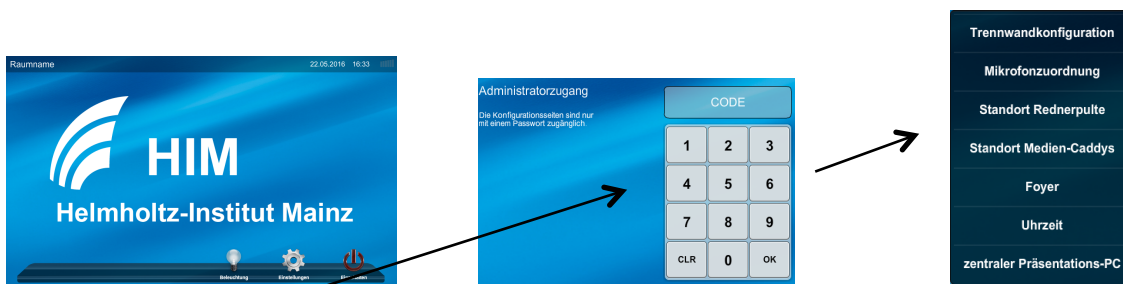 Raumname
22.05.2016 16:33
HIM
Helmholtz-Institut Mainz
Beleuchtung
Einstellungen
Administratorzugang
Die Konfigurationsseiten sind nur
mit einem Passwort zugänglich
CODE
1 2 3
4 5 6
7 8 9
CLR 0 OK
Trennwandkonfiguration
Mikrofonzuordnung
Standort Rednerpulte
Standort Medien-Caddys
Foyer
Uhrzeit
zentraler Präsentations-PC